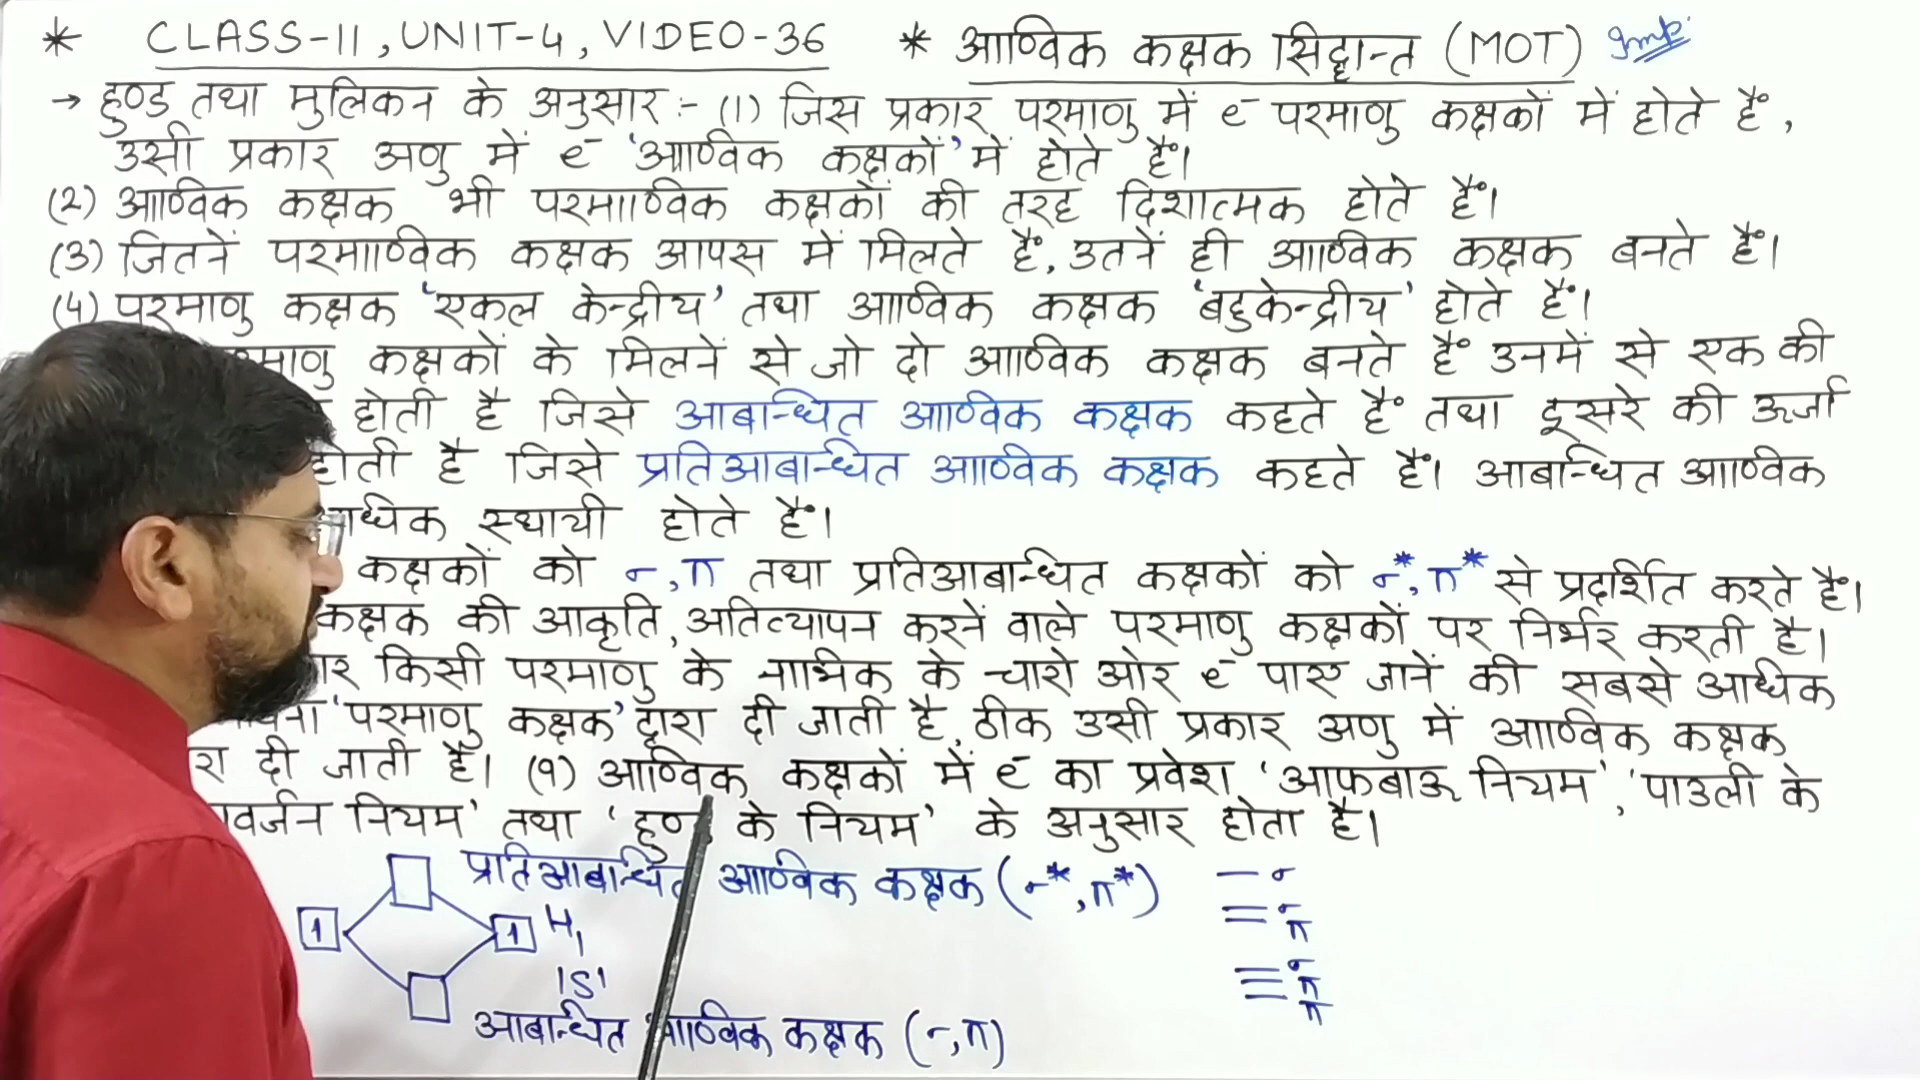 * CLASS-11, UNIT-4, VIDEO-36 * आण्विक कक्षक सिद्धान्त (MOT) Imp.
→ हुण्ड तथा मुलिकन के अनुसार :- (1) जिस प्रकार परमाणु में e⁻ परमाणु कक्षकों में होते हैं,
उसी प्रकार अणु में e⁻ 'आण्विक कक्षकों' में होते हैं।
(2) आण्विक कक्षक भी परमाण्विक कक्षकों की तरह दिशात्मक होते हैं।
(3) जितनें परमाण्विक कक्षक आपस में मिलते हैं, उतनें ही आण्विक कक्षक बनते हैं।
(4) परमाणु कक्षक 'एकल केन्द्रीय' तथा आण्विक कक्षक 'बहुकेन्द्रीय' होते हैं।
कक्षकों के मिलनें से जो दो आण्विक कक्षक बनते हैं उनमें से एक की
होती है जिसे आबन्धित आण्विक कक्षक कहते हैं तथा दूसरे की ऊर्जा
होती है जिसे प्रतिआबन्धित आण्विक कक्षक कहते हैं। आबन्धित आण्विक
स्थायी होते हैं।
कक्षकों को σ, π तथा प्रतिआबन्धित कक्षकों को σ*, π* से प्रदर्शित करते हैं।
कक्षक की आकृति, अतिव्यापन करनें वाले परमाणु कक्षकों पर निर्भर करती है।
किसी परमाणु के नाभिक के चारो ओर e⁻ पाए जानें की सबसे अधिक
'परमाणु कक्षक' द्वारा दी जाती है, ठीक उसी प्रकार अणु में आण्विक कक्षक
दी जाती है। (9) आण्विक कक्षकों में e⁻ का प्रवेश 'आफबाऊ नियम', 'पाउली के
वर्जन नियम' तथा 'हुण्ड के नियम' के अनुसार होता है।
प्रतिआबन्धित आण्विक कक्षक (σ*, π*) — σ
1 1 H, = σ π
1S¹ ≡ σ π π
आबन्धित आण्विक कक्षक (σ, π)